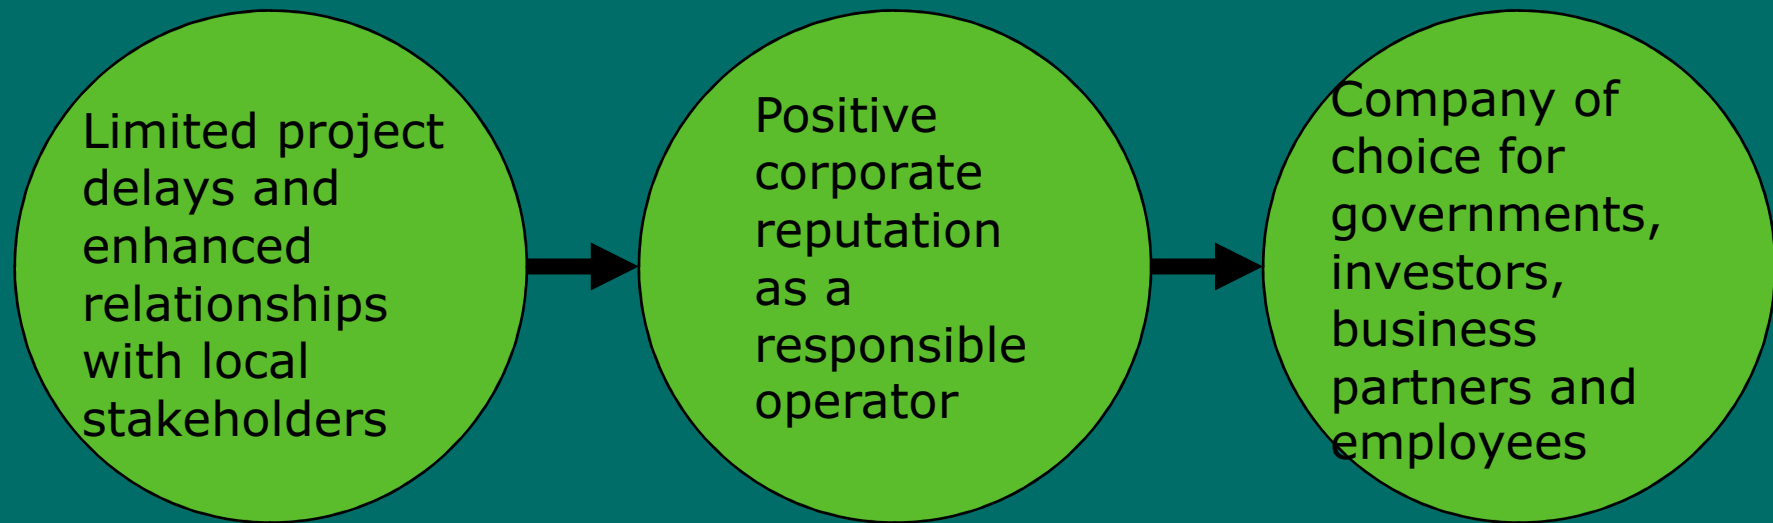 Limited project
delays and
enhanced
relationships
with local
stakeholders
Positive
corporate
reputation
as a
responsible
operator
Company of
choice for
governments,
investors,
business
partners and
employees